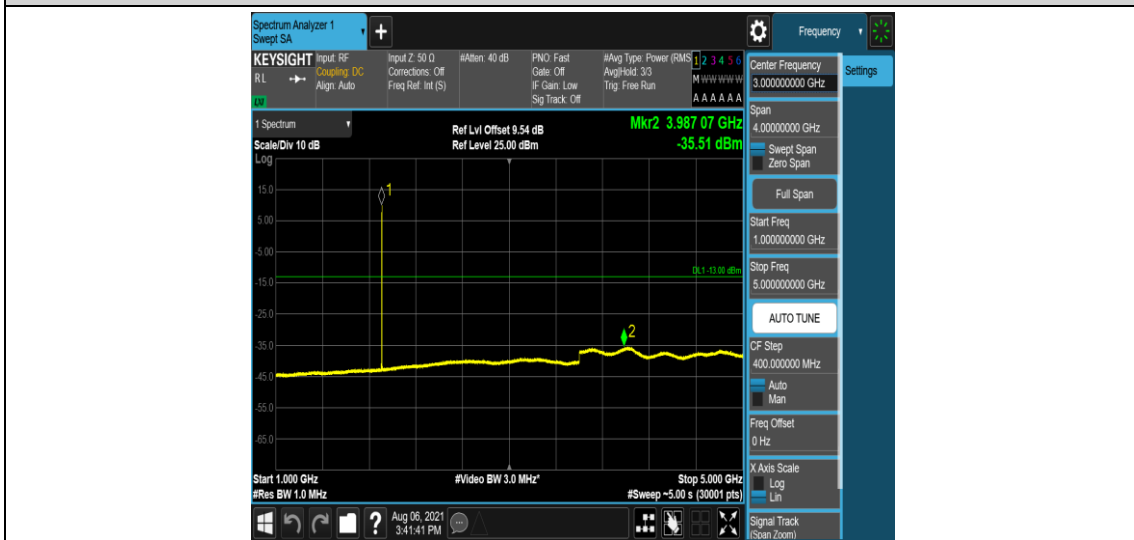 Spectrum Analyzer 1
Swept SA
+
Frequency
KEYSIGHT
RL
LXI
Input: RF
Coupling: DC
Align: Auto
Input Z: 50 Ω
Corrections: Off
Freq Ref: Int (S)
#Atten: 40 dB
PNO: Fast
Gate: Off
IF Gain: Low
Sig Track: Off
#Avg Type: Power (RMS
Avg|Hold: 3/3
Trig: Free Run
1 2 3 4 5 6
M W W W W W
A A A A A A
Center Frequency
3.000000000 GHz
Settings
Span
4.00000000 GHz
Swept Span
Zero Span
Full Span
Start Freq
1.000000000 GHz
Stop Freq
5.000000000 GHz
AUTO TUNE
CF Step
400.000000 MHz
Auto
Man
Freq Offset
0 Hz
X Axis Scale
Log
Lin
Signal Track
(Span Zoom)
1 Spectrum
Scale/Div 10 dB
Ref Lvl Offset 9.54 dB
Ref Level 25.00 dBm
Mkr2 3.987 07 GHz
-35.51 dBm
Log
15.0
5.00
-5.00
-15.0
-25.0
-35.0
-45.0
-55.0
-65.0
1
DL1 -13.00 dBm
2
Start 1.000 GHz
#Res BW 1.0 MHz
#Video BW 3.0 MHz*
Stop 5.000 GHz
#Sweep ~5.00 s (30001 pts)
?
Aug 06, 2021
3:41:41 PM